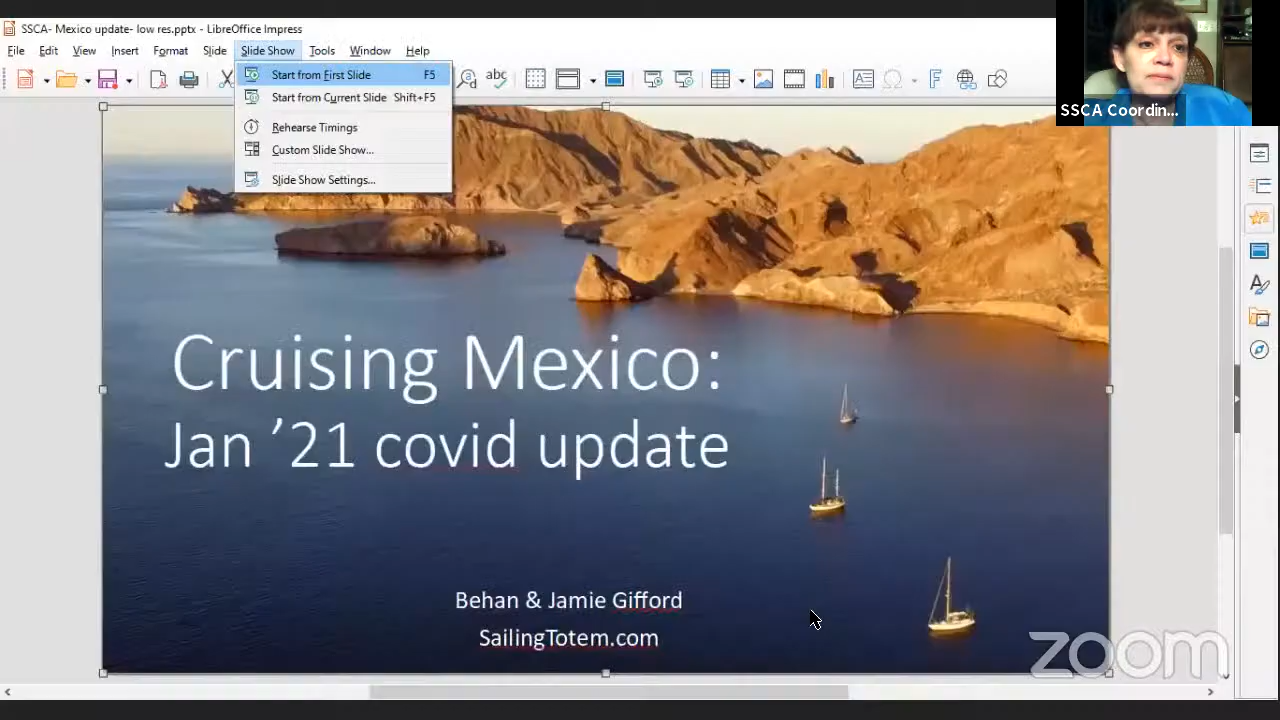 SSCA- Mexico update- low res.pptx - LibreOffice Impress
File Edit View Insert Format Slide Slide Show Tools Window Help
Start from First Slide F5
Start from Current Slide Shift+F5
Rehearse Timings
Custom Slide Show...
Slide Show Settings...
abc
SSCA Coordin...
Cruising Mexico:
Jan ’21 covid update
Behan & Jamie Gifford
SailingTotem.com
zoom